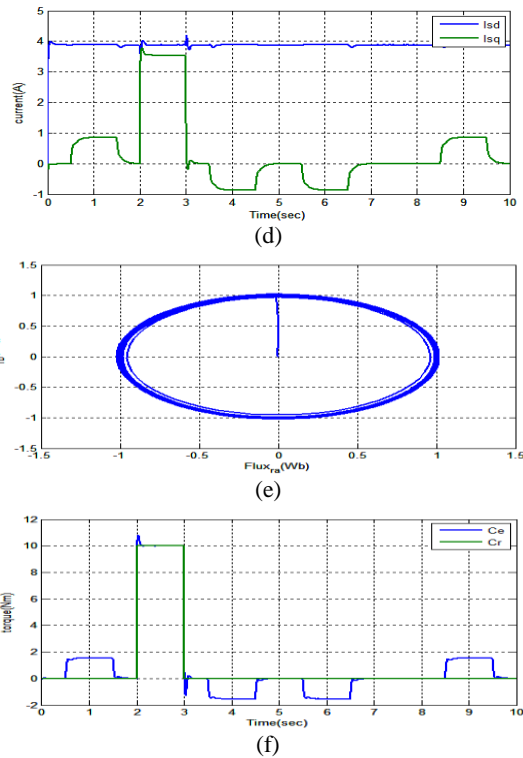 5
4
3
2
1
0
-1
current(A)
Isd
Isq
0 1 2 3 4 5 6 7 8 9 10
Time(sec)
(d)
1.5
1
0.5
0
-0.5
-1
-1.5
-1.5 -1 -0.5 0 0.5 1 1.5
Flux_ra(Wb)
(e)
12
10
8
6
4
2
0
-2
torque(Nm)
Ce
Cr
0 1 2 3 4 5 6 7 8 9 10
Time(sec)
(f)